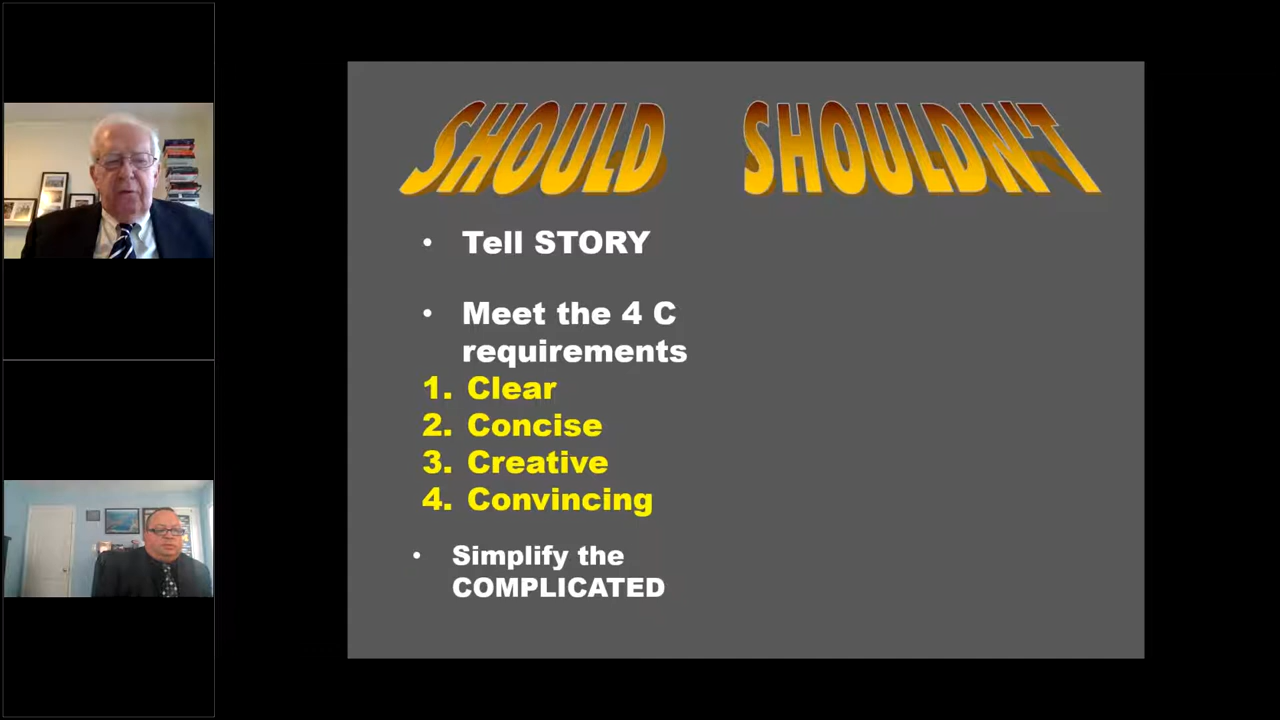 SHOULD SHOULDN'T
• Tell STORY
• Meet the 4 C
requirements
1. Clear
2. Concise
3. Creative
4. Convincing
• Simplify the
COMPLICATED